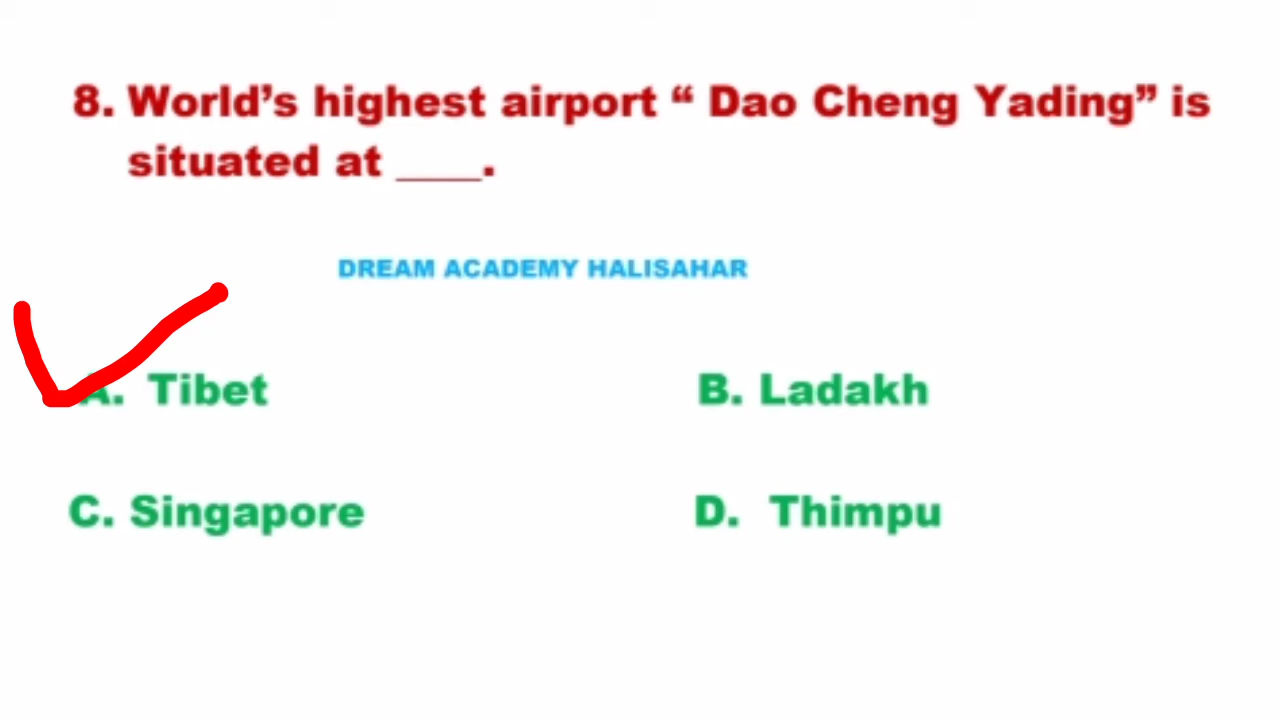 8. World's highest airport “ Dao Cheng Yading” is
situated at ____.
DREAM ACADEMY HALISAHAR
A. Tibet
B. Ladakh
C. Singapore
D. Thimpu